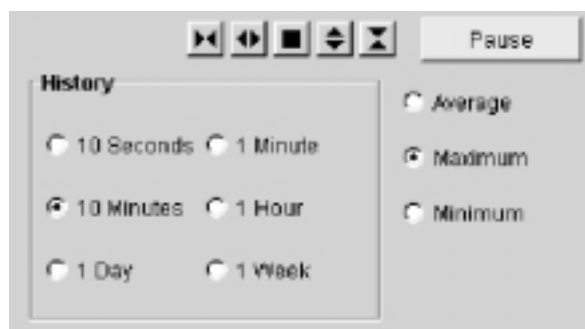 Pause
History
10 Seconds 1 Minute
10 Minutes 1 Hour
1 Day 1 Week
Average
Maximum
Minimum